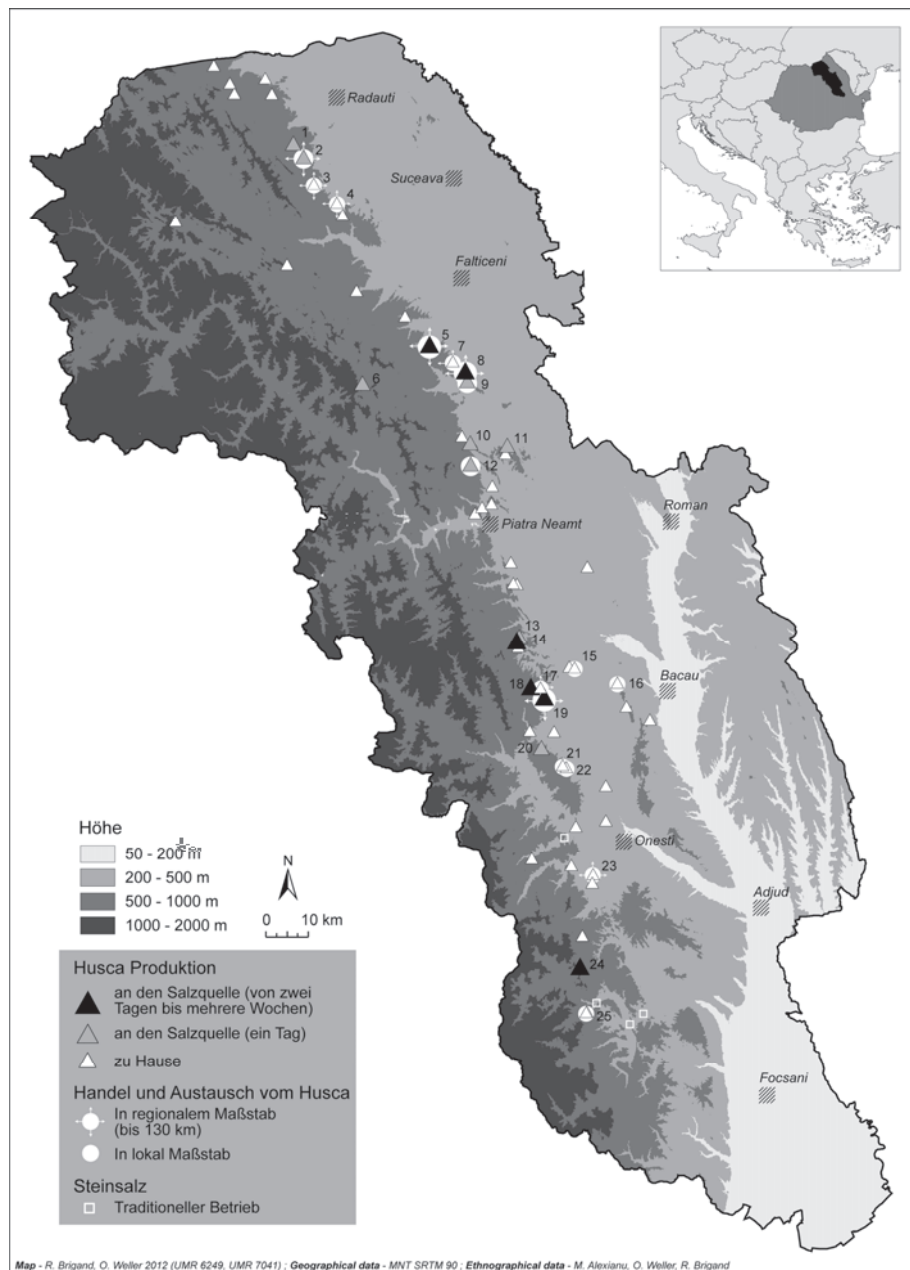 Radauti
1
2
3
Suceava
4
Falticeni
5
7
8
6
9
10
11
12
Roman
Piatra Neamt
13
14
15
17
18
16
Bacau
19
20
21
22
Höhe
50 - 200 m
200 - 500 m
500 - 1000 m
1000 - 2000 m
N
0 10 km
Onesti
23
Adjud
24
25
Focsani
Husca Produktion
an den Salzquelle (von zwei
Tagen bis mehrere Wochen)
an den Salzquelle (ein Tag)
zu Hause
Handel und Austausch vom Husca
In regionalem Maßstab
(bis 130 km)
In lokal Maßstab
Steinsalz
Traditioneller Betrieb
Map - R. Brigand, O. Weller 2012 (UMR 6249, UMR 7041) ; Geographical data - MNT SRTM 90 ; Ethnographical data - M. Alexianu, O. Weller, R. Brigand